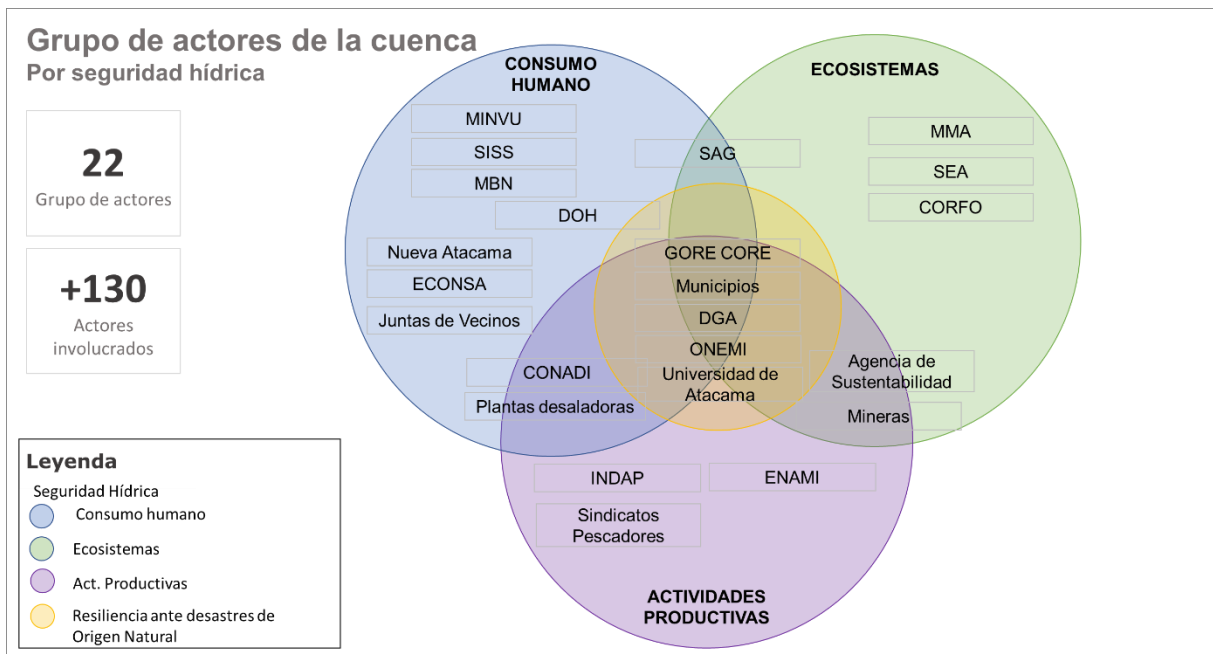 Grupo de actores de la cuenca
Por seguridad hídrica
22
Grupo de actores
+130
Actores
involucrados
CONSUMO
HUMANO
ECOSISTEMAS
MINVU
SISS
MBN
DOH
SAG
MMA
SEA
CORFO
Nueva Atacama
ECONSA
Juntas de Vecinos
GORE CORE
Municipios
DGA
ONEMI
Universidad de
Atacama
CONADI
Plantas desaladoras
Agencia de
Sustentabilidad
Mineras
INDAP
ENAMI
Sindicatos
Pescadores
ACTIVIDADES
PRODUCTIVAS
Leyenda
Seguridad Hídrica
Consumo humano
Ecosistemas
Act. Productivas
Resiliencia ante desastres de
Origen Natural